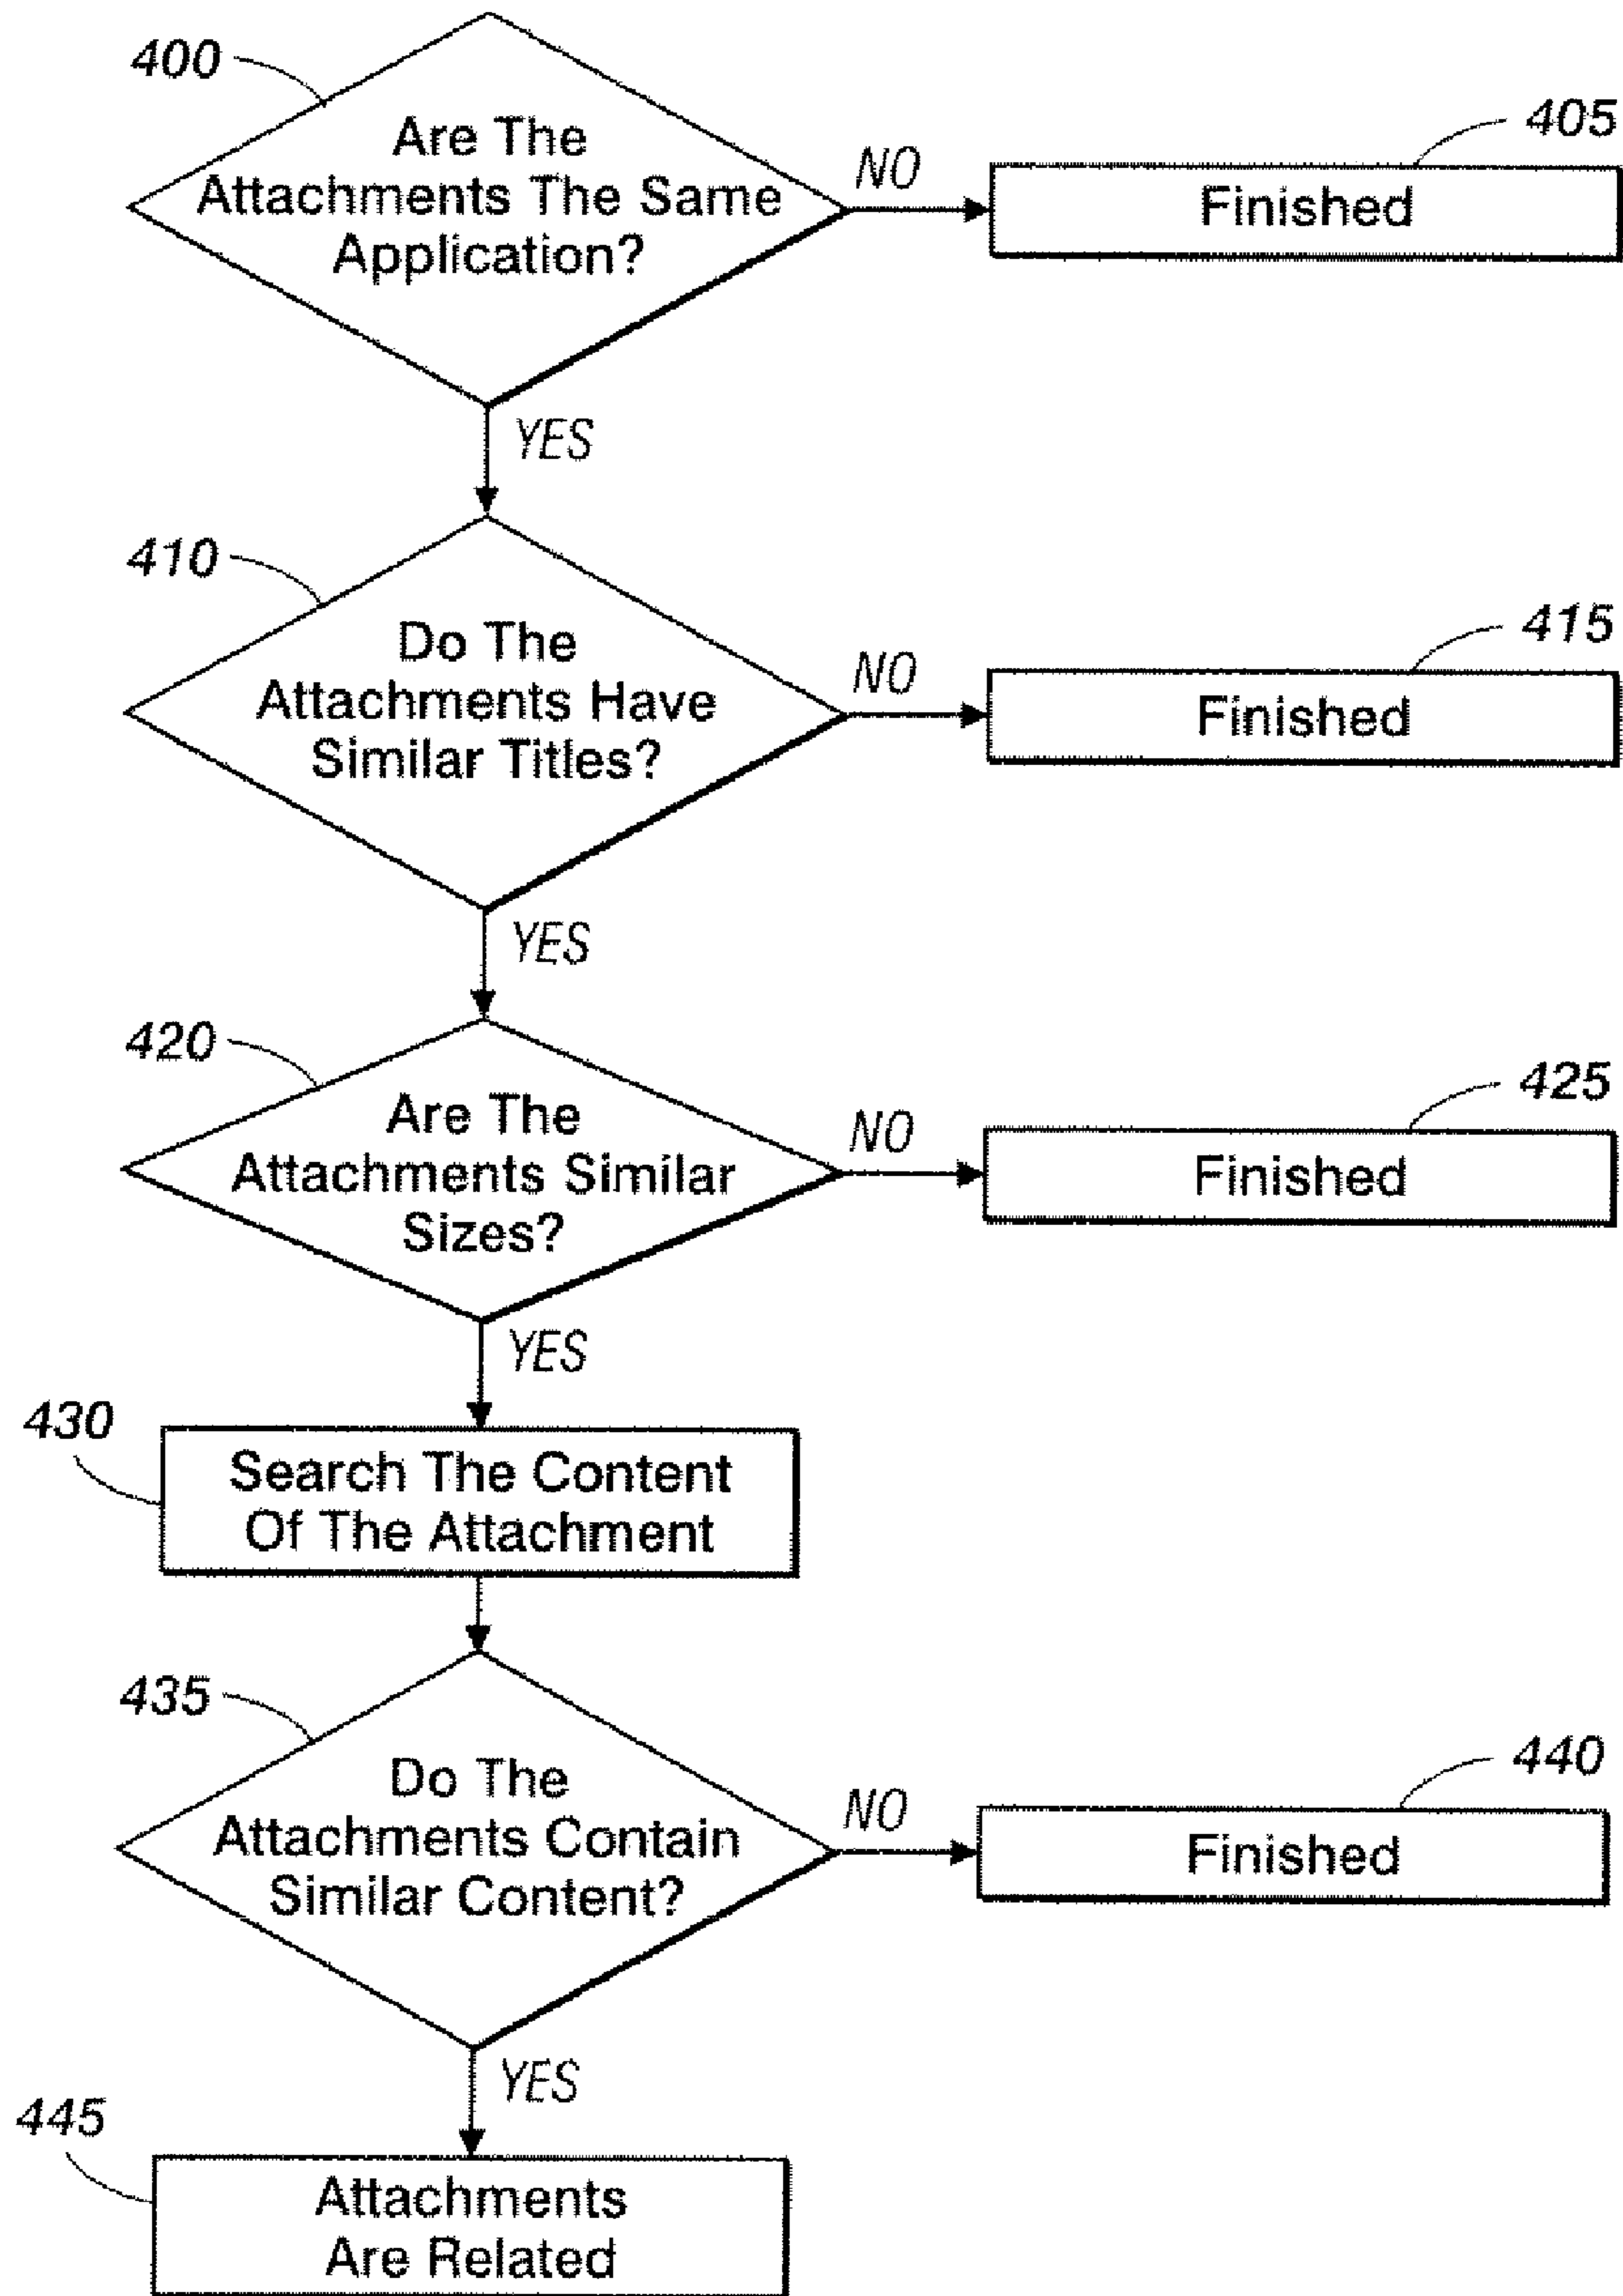 400
Are The
Attachments The Same
Application?
NO
405
Finished
YES
410
Do The
Attachments Have
Similar Titles?
NO
415
Finished
YES
420
Are The
Attachments Similar
Sizes?
NO
425
Finished
YES
430
Search The Content
Of The Attachment
435
Do The
Attachments Contain
Similar Content?
NO
440
Finished
YES
445
Attachments
Are Related